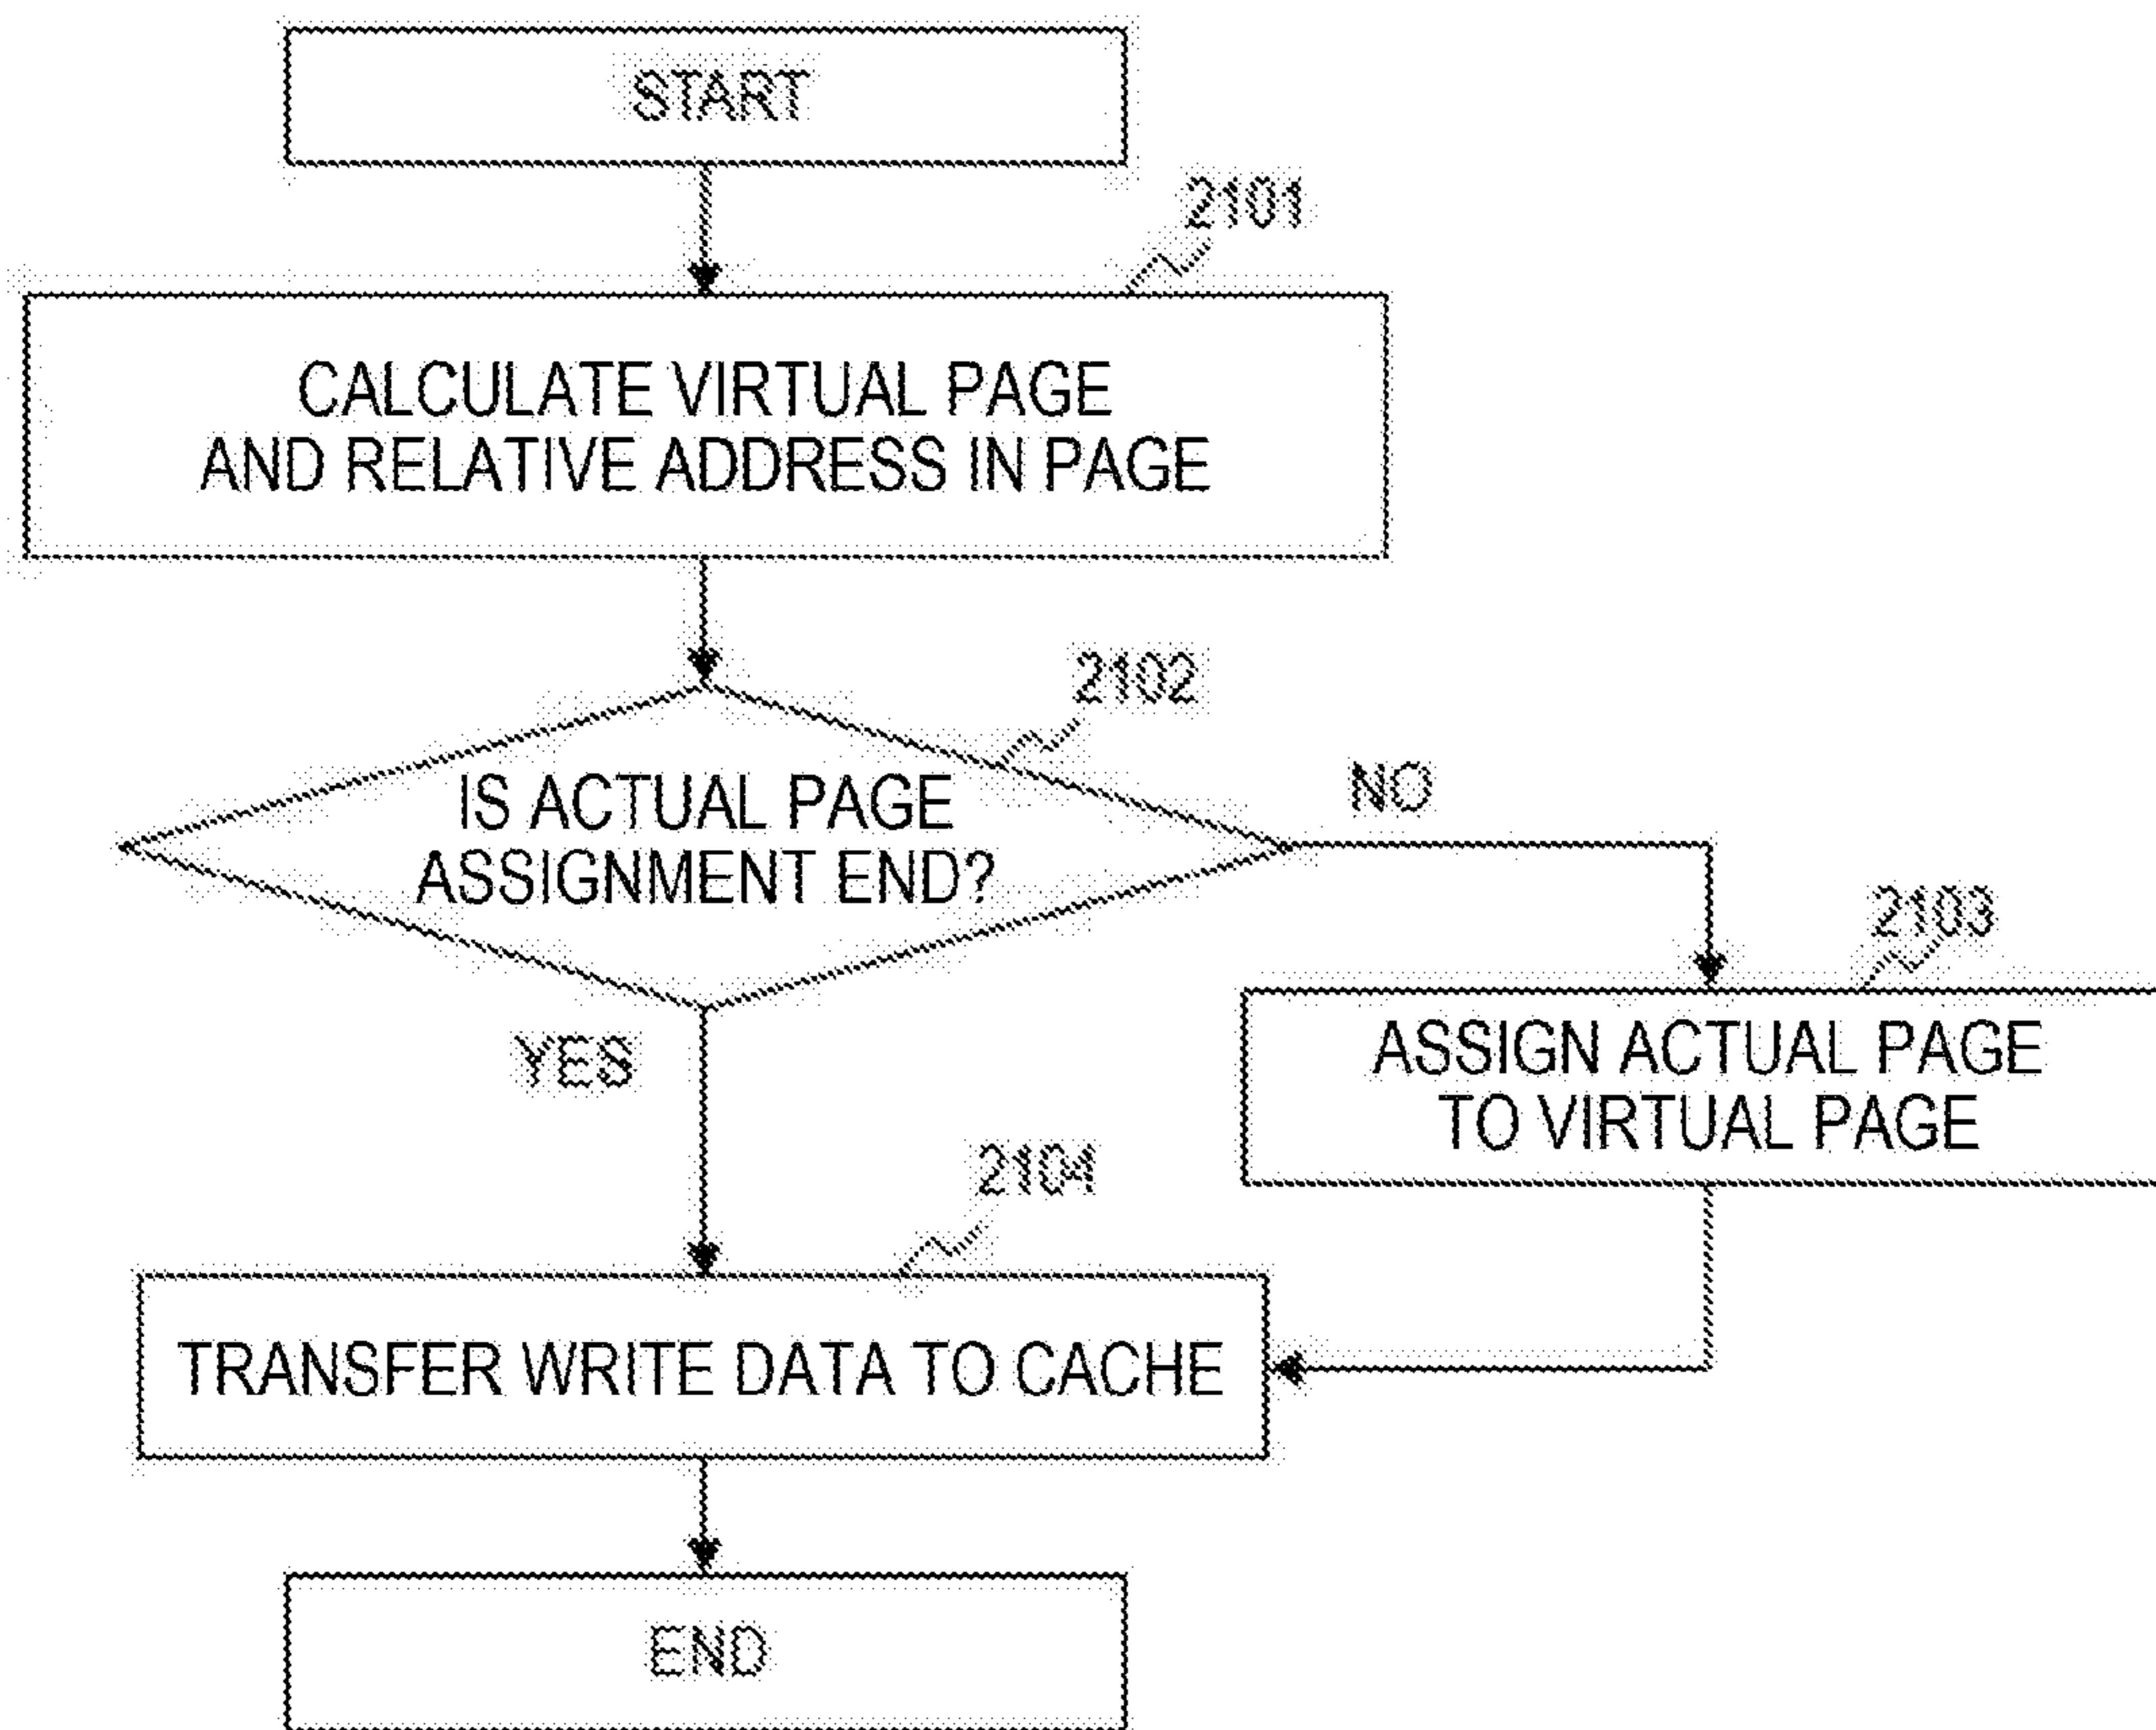 START
2101
CALCULATE VIRTUAL PAGE
AND RELATIVE ADDRESS IN PAGE
2102
IS ACTUAL PAGE
ASSIGNMENT END?
NO
2103
YES
ASSIGN ACTUAL PAGE
TO VIRTUAL PAGE
2104
TRANSFER WRITE DATA TO CACHE
END